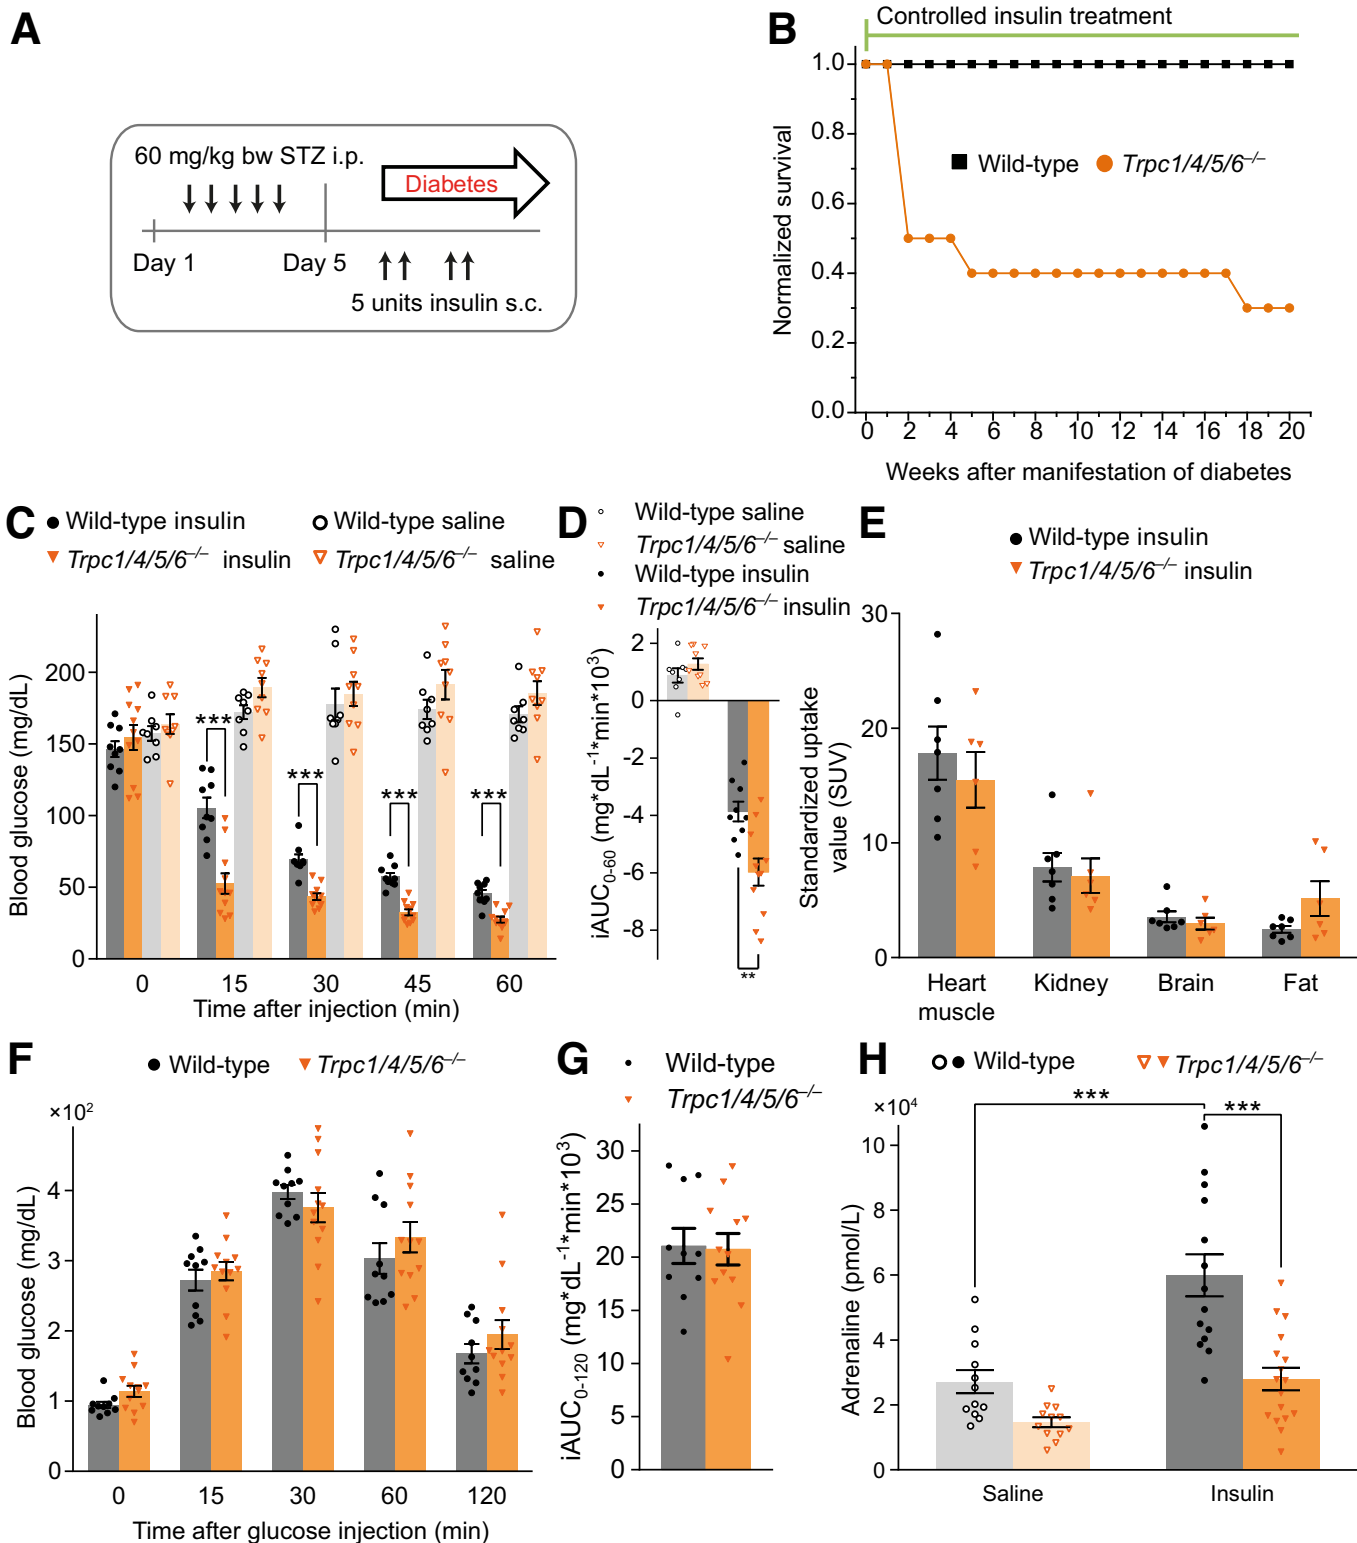 A
60 mg/kg bw STZ i.p.
Diabetes
Day 1
Day 5
5 units insulin s.c.
B
Controlled insulin treatment
Normalized survival
1.0
0.8
0.6
0.4
0.2
0.0
Wild-type
Trpc1/4/5/6–/–
0 2 4 6 8 10 12 14 16 18 20
Weeks after manifestation of diabetes
C
Wild-type insulin
Wild-type saline
Trpc1/4/5/6–/– insulin
Trpc1/4/5/6–/– saline
Blood glucose (mg/dL)
200
150
100
50
0
***
***
***
***
0 15 30 45 60
Time after injection (min)
D
Wild-type saline
Trpc1/4/5/6–/– saline
Wild-type insulin
Trpc1/4/5/6–/– insulin
iAUC0-60 (mg*dL-1*min*103)
2
0
-2
-4
-6
-8
**
E
Wild-type insulin
Trpc1/4/5/6–/– insulin
Standardized uptake
value (SUV)
30
20
10
0
Heart
muscle
Kidney
Brain
Fat
F
Wild-type
Trpc1/4/5/6–/–
×102
Blood glucose (mg/dL)
4
3
2
1
0
0 15 30 60 120
Time after glucose injection (min)
G
Wild-type
Trpc1/4/5/6–/–
iAUC0-120 (mg*dL-1*min*103)
30
25
20
15
10
5
0
H
Wild-type
Trpc1/4/5/6–/–
×104
Adrenaline (pmol/L)
10
8
6
4
2
0
***
***
Saline
Insulin